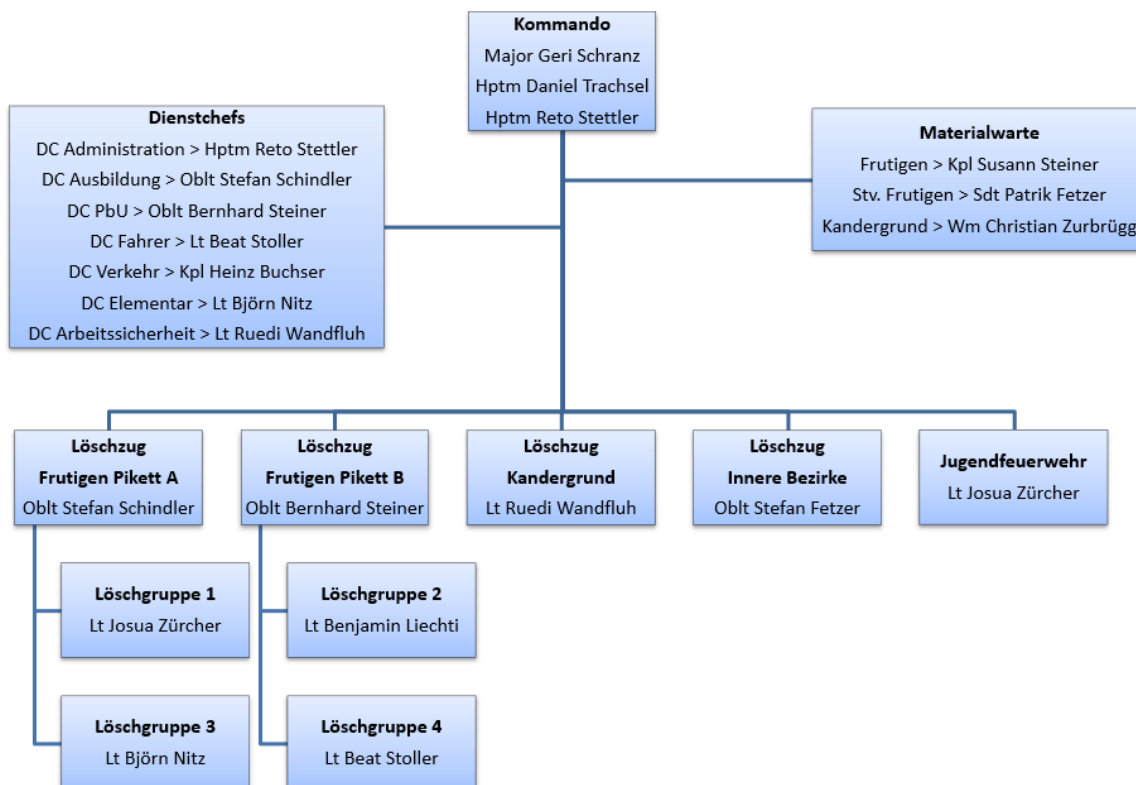 Kommando
Major Geri Schranz
Hptm Daniel Trachsel
Hptm Reto Stettler
Dienstchefs
DC Administration > Hptm Reto Stettler
DC Ausbildung > Oblt Stefan Schindler
DC PbU > Oblt Bernhard Steiner
DC Fahrer > Lt Beat Stoller
DC Verkehr > Kpl Heinz Buchser
DC Elementar > Lt Björn Nitz
DC Arbeitssicherheit > Lt Ruedi Wandfluh
Materialwarte
Frutigen > Kpl Susann Steiner
Stv. Frutigen > Sdt Patrik Fetzer
Kandergrund > Wm Christian Zurbrügg
Löschzug
Frutigen Pikett A
Oblt Stefan Schindler
Löschzug
Frutigen Pikett B
Oblt Bernhard Steiner
Löschzug
Kandergrund
Lt Ruedi Wandfluh
Löschzug
Innere Bezirke
Oblt Stefan Fetzer
Jugendfeuerwehr
Lt Josua Zürcher
Löschgruppe 1
Lt Josua Zürcher
Löschgruppe 2
Lt Benjamin Liechti
Löschgruppe 3
Lt Björn Nitz
Löschgruppe 4
Lt Beat Stoller